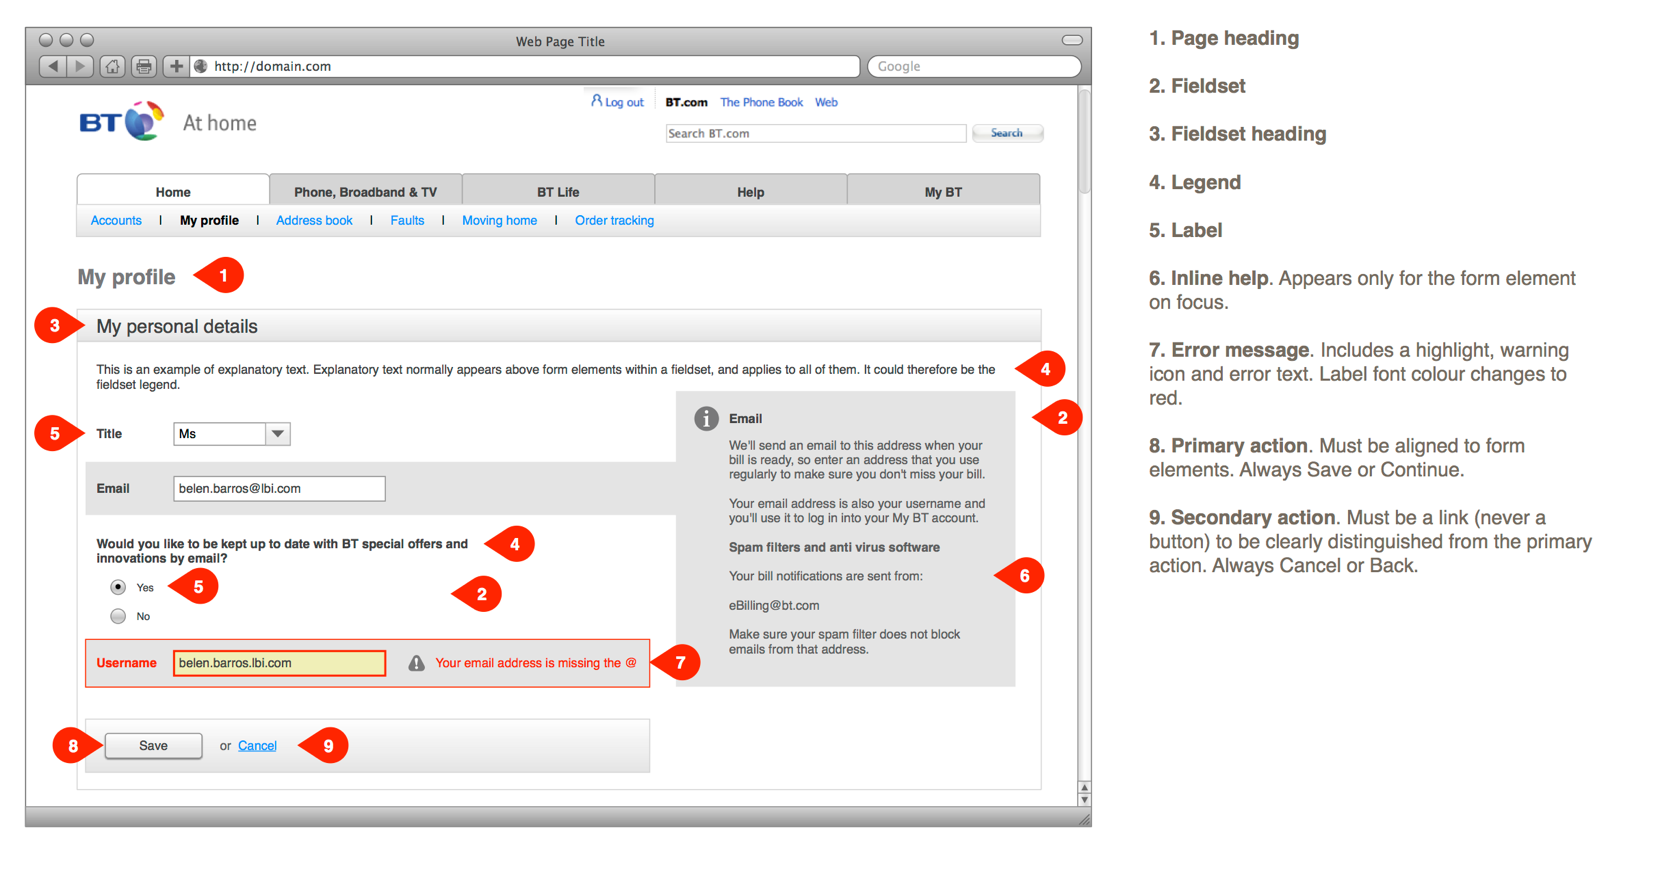 Web Page Title
http://domain.com
Google
Log out
BT.com The Phone Book Web
BT At home
Search BT.com Search
Home Phone, Broadband & TV BT Life Help My BT
Accounts | My profile | Address book | Faults | Moving home | Order tracking
My profile 1
3 My personal details
This is an example of explanatory text. Explanatory text normally appears above form elements within a fieldset, and applies to all of them. It could therefore be the
fieldset legend.
4
2
5 Title Ms
Email belen.barros@lbi.com
Would you like to be kept up to date with BT special offers and
innovations by email?
4
Yes 5
2
No
Username belen.barros.lbi.com Your email address is missing the @ 7
8 Save or Cancel 9
i Email
We'll send an email to this address when your
bill is ready, so enter an address that you use
regularly to make sure you don't miss your bill.
Your email address is also your username and
you'll use it to log in into your My BT account.
Spam filters and anti virus software
Your bill notifications are sent from:
6
eBilling@bt.com
Make sure your spam filter does not block
emails from that address.
1. Page heading
2. Fieldset
3. Fieldset heading
4. Legend
5. Label
6. Inline help. Appears only for the form element
on focus.
7. Error message. Includes a highlight, warning
icon and error text. Label font colour changes to
red.
8. Primary action. Must be aligned to form
elements. Always Save or Continue.
9. Secondary action. Must be a link (never a
button) to be clearly distinguished from the primary
action. Always Cancel or Back.